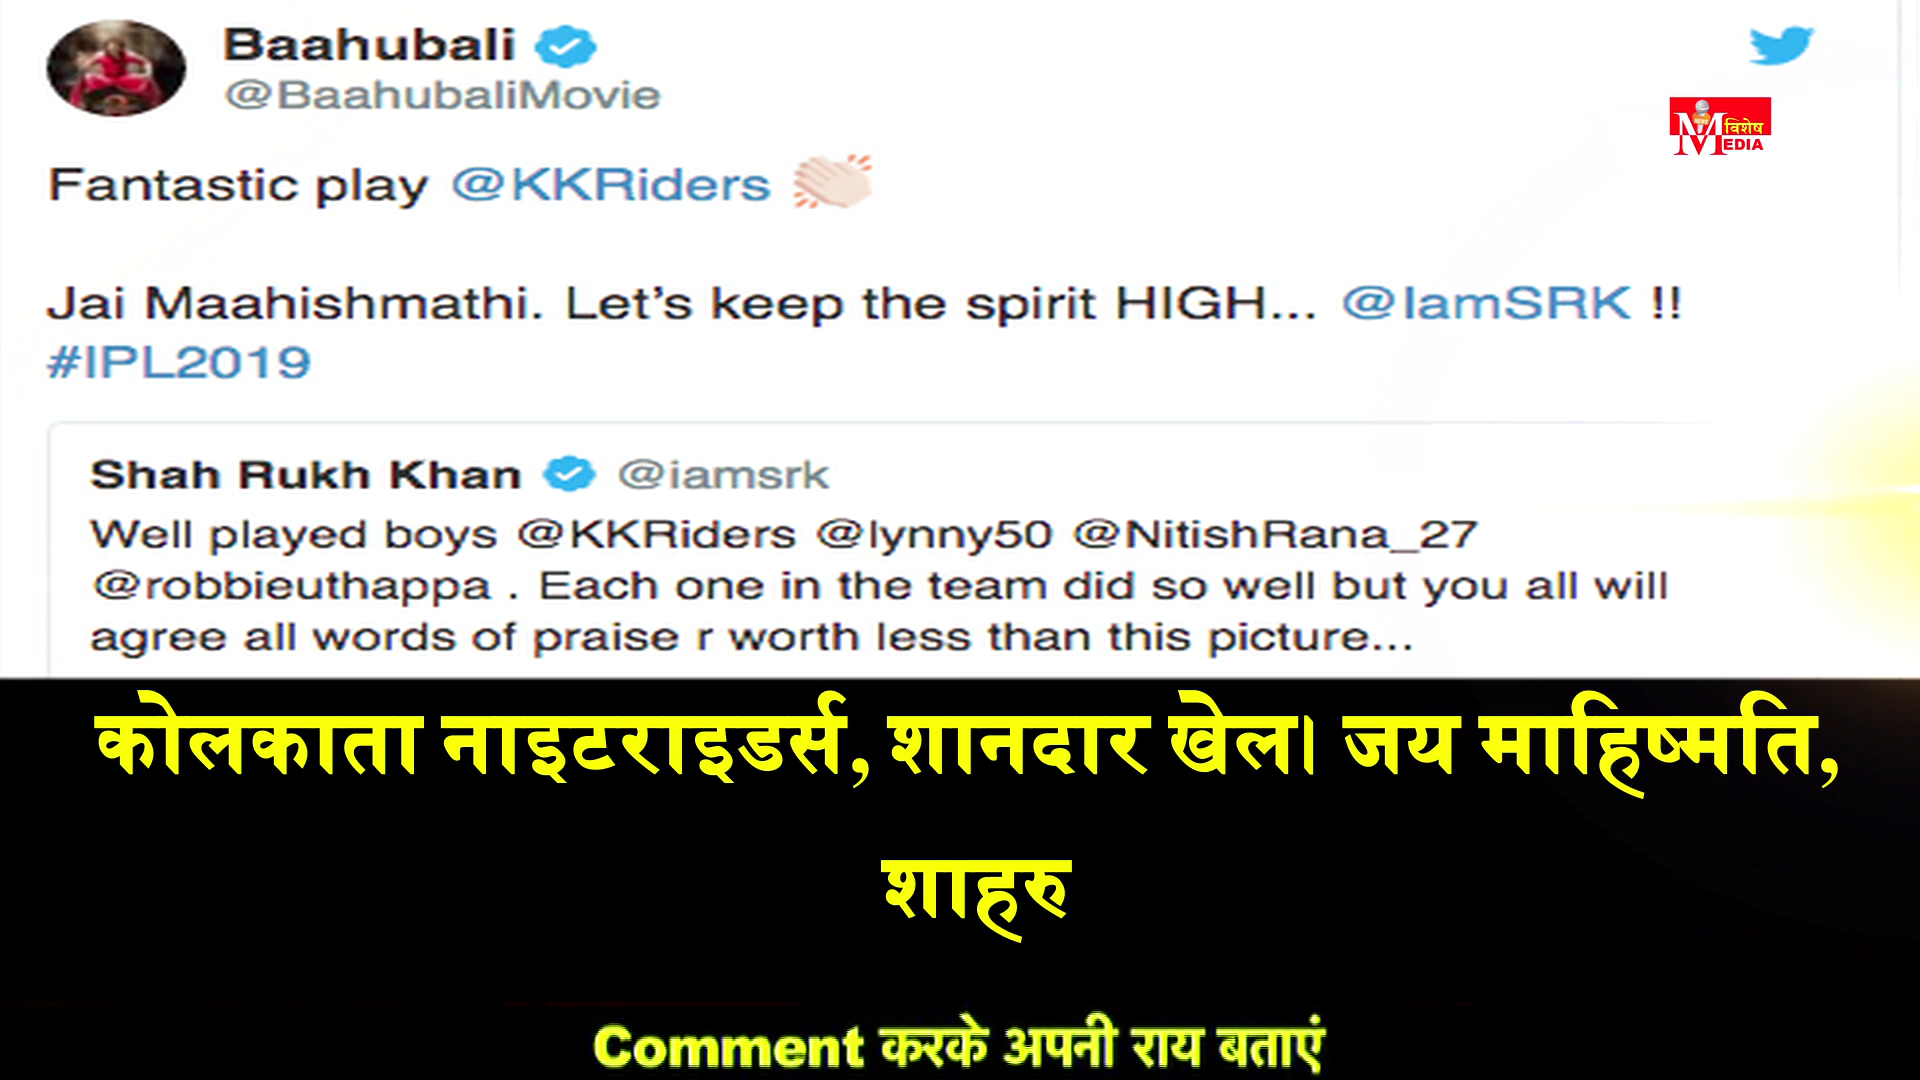 Baahubali
@BaahubaliMovie
विशेष
MEDIA
Fantastic play @KKRiders 👏🏻
Jai Maahishmathi. Let’s keep the spirit HIGH... @IamSRK !!
#IPL2019
Shah Rukh Khan @iamsrk
Well played boys @KKRiders @lynny50 @NitishRana_27
@robbieuthappa . Each one in the team did so well but you all will
agree all words of praise r worth less than this picture...
कोलकाता नाइटराइडर्स, शानदार खेल। जय माहिष्मति,
शाहरु
Comment करके अपनी राय बताएं